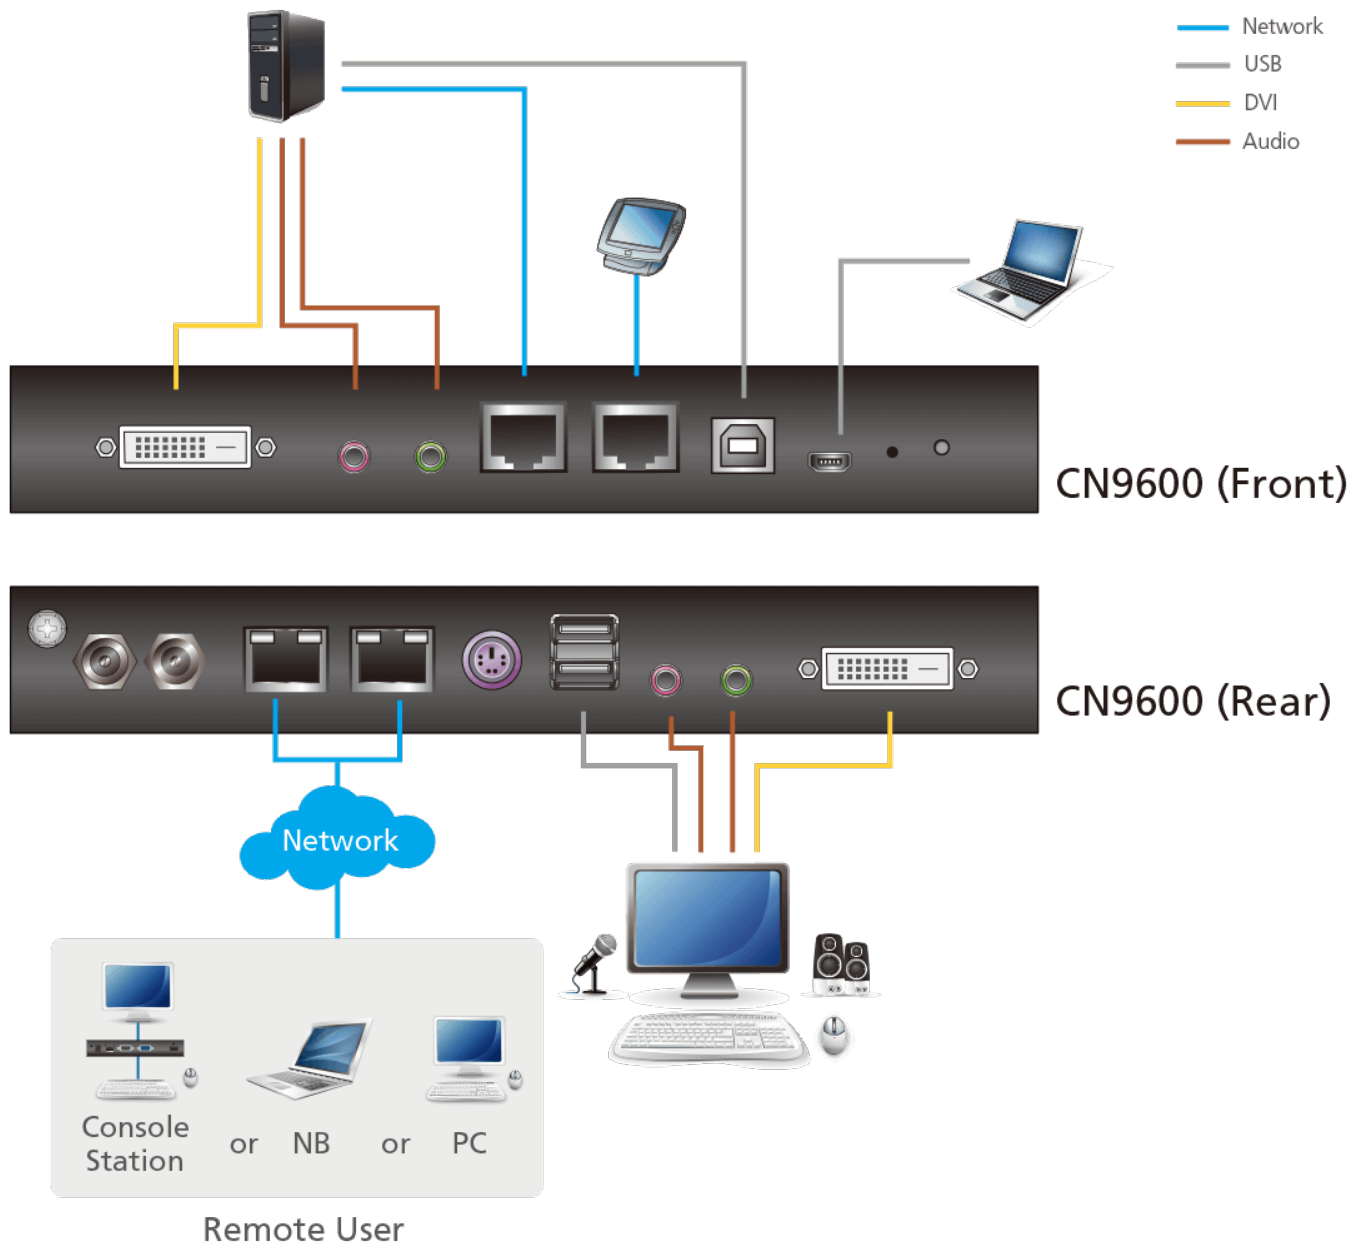 Network
USB
DVI
Audio
CN9600 (Front)
CN9600 (Rear)
Network
Console
Station
or
NB
or
PC
Remote User